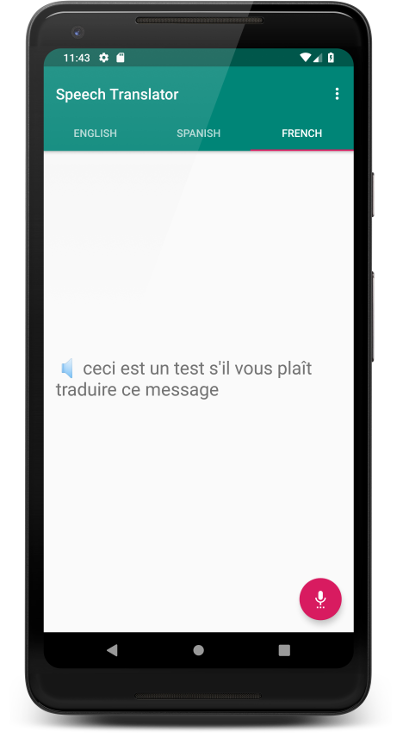 11:43
Speech Translator
ENGLISH SPANISH FRENCH
ceci est un test s'il vous plaît
traduire ce message